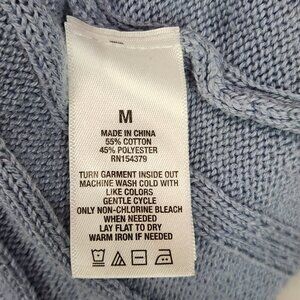 M
MADE IN CHINA
55% COTTON
45% POLYESTER
RN154379
TURN GARMENT INSIDE OUT
MACHINE WASH COLD WITH
LIKE COLORS
GENTLE CYCLE
ONLY NON-CHLORINE BLEACH
WHEN NEEDED
LAY FLAT TO DRY
WARM IRON IF NEEDED